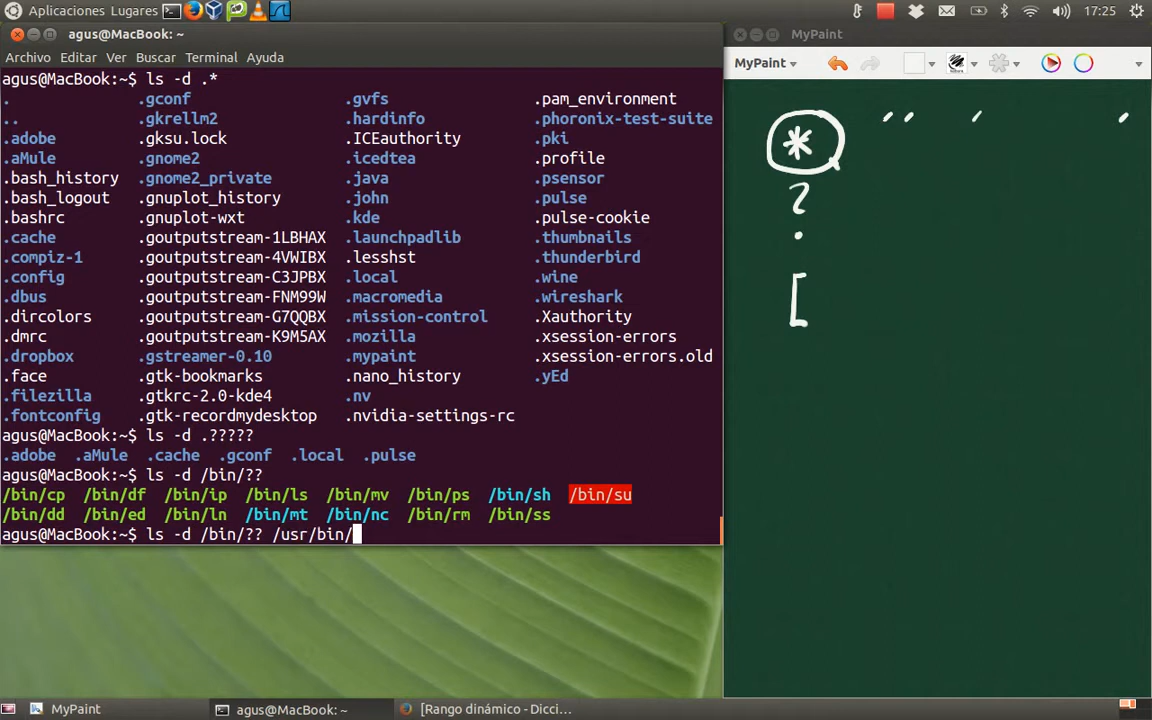 Aplicaciones Lugares 17:25
agus@MacBook: ~
Archivo Editar Ver Buscar Terminal Ayuda
agus@MacBook:~$ ls -d .*
. .gconf .gvfs .pam_environment
.. .gkrellm2 .hardinfo .phoronix-test-suite
.adobe .gksu.lock .ICEauthority .pki
.aMule .gnome2 .icedtea .profile
.bash_history .gnome2_private .java .psensor
.bash_logout .gnuplot_history .john .pulse
.bashrc .gnuplot-wxt .kde .pulse-cookie
.cache .goutputstream-1LBHAX .launchpadlib .thumbnails
.compiz-1 .goutputstream-4VWIBX .lesshst .thunderbird
.config .goutputstream-C3JPBX .local .wine
.dbus .goutputstream-FNM99W .macromedia .wireshark
.dircolors .goutputstream-G7QQBX .mission-control .Xauthority
.dmrc .goutputstream-K9M5AX .mozilla .xsession-errors
.dropbox .gstreamer-0.10 .mypaint .xsession-errors.old
.face .gtk-bookmarks .nano_history .yEd
.filezilla .gtkrc-2.0-kde4 .nv
.fontconfig .gtk-recordmydesktop .nvidia-settings-rc
agus@MacBook:~$ ls -d .?????
.adobe .aMule .cache .gconf .local .pulse
agus@MacBook:~$ ls -d /bin/??
/bin/cp /bin/df /bin/ip /bin/ls /bin/mv /bin/ps /bin/sh /bin/su
/bin/dd /bin/ed /bin/ln /bin/mt /bin/nc /bin/rm /bin/ss
agus@MacBook:~$ ls -d /bin/?? /usr/bin/
MyPaint
MyPaint
* '' ' '
?
.
[
MyPaint
agus@MacBook: ~
[Rango dinámico - Dicci...